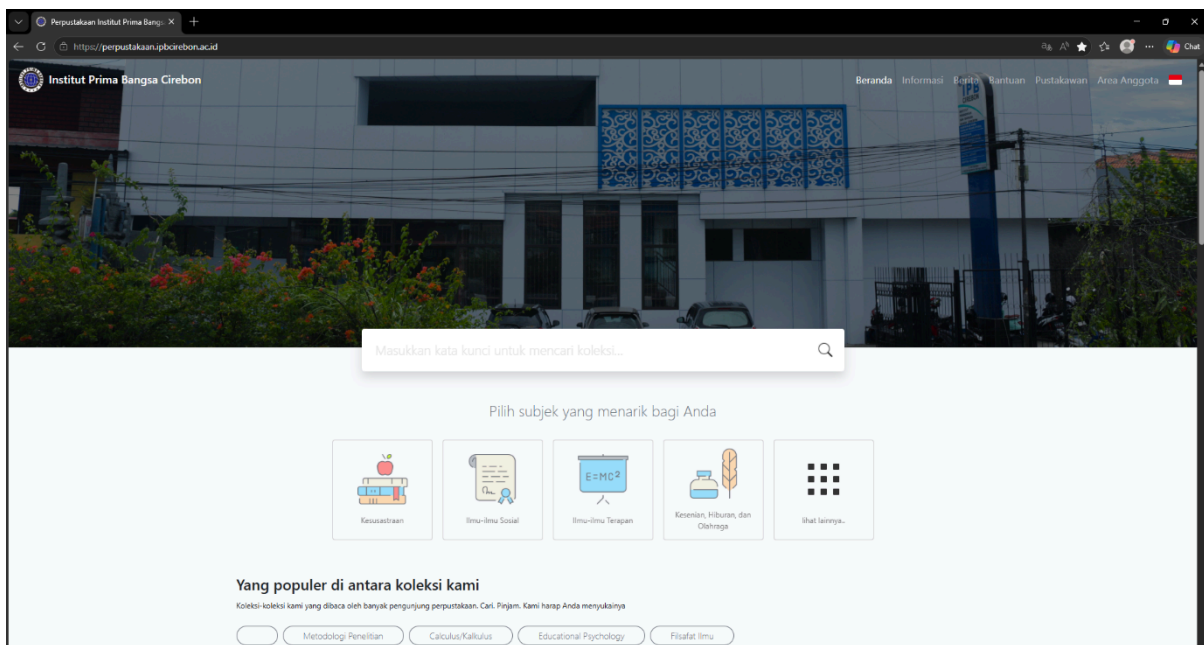 Perpustakaan Institut Prima Bangs
https://perpustakaan.ipbcirebon.ac.id
Chat
Institut Prima Bangsa Cirebon
Beranda Informasi Berita Bantuan Pustakawan Area Anggota
IPB
Masukkan kata kunci untuk mencari koleksi...
Pilih subjek yang menarik bagi Anda
E=MC²
Kesusastraan
Ilmu-ilmu Sosial
Ilmu-ilmu Terapan
Kesenian, Hiburan, dan
Olahraga
lihat lainnya..
Yang populer di antara koleksi kami
Koleksi-koleksi kami yang dibaca oleh banyak pengunjung perpustakaan. Cari. Pinjam. Kami harap Anda menyukainya
Metodologi Penelitian
Calculus/Kalkulus
Educational Psychology
Filsafat Ilmu